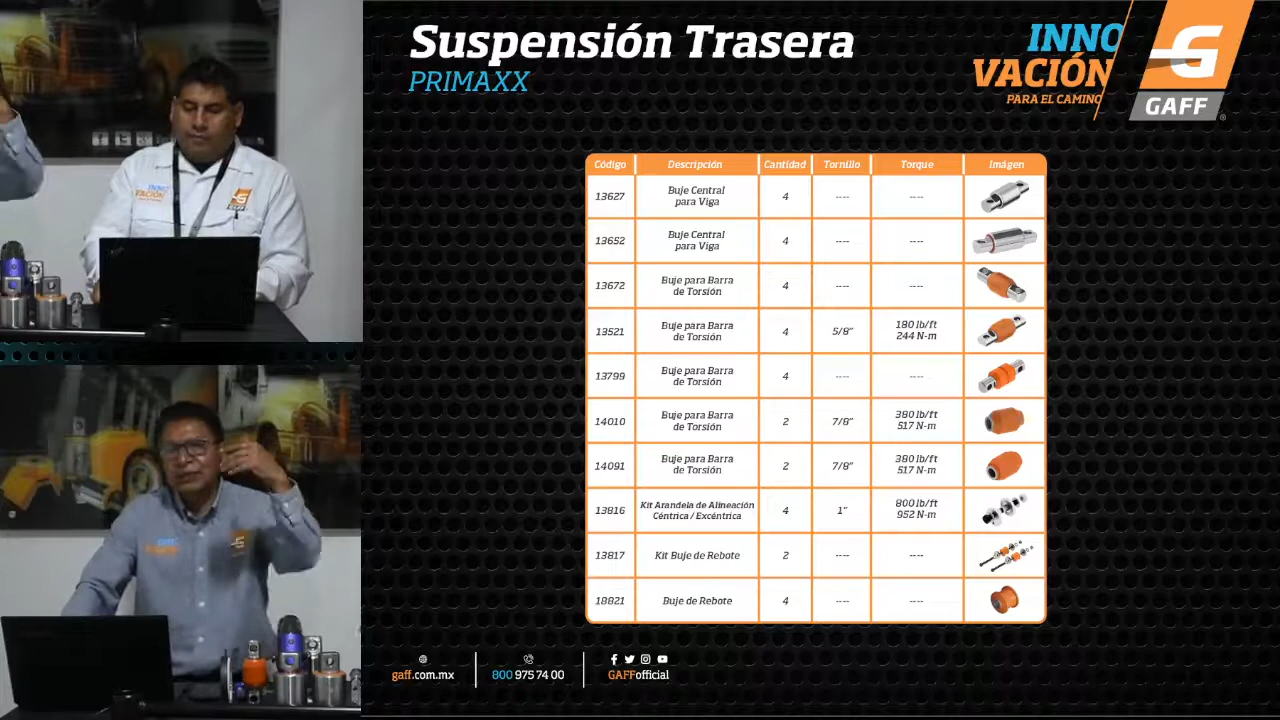 Suspensión Trasera
PRIMAXX
INNO
VACIÓN
PARA EL CAMINO
GAFF
Código Descripción Cantidad Tornillo Torque Imágen
13627 Buje Central para Viga 4 ---- ----
13652 Buje Central para Viga 4 ---- ----
13672 Buje para Barra de Torsión 4 ---- ----
13521 Buje para Barra de Torsión 4 5/8" 180 lb/ft 244 N-m
13799 Buje para Barra de Torsión 4 ---- ----
14010 Buje para Barra de Torsión 2 7/8" 380 lb/ft 517 N-m
14091 Buje para Barra de Torsión 2 7/8" 380 lb/ft 517 N-m
13816 Kit Arandela de Alineación Céntrica / Excéntrica 4 1" 800 lb/ft 952 N-m
13817 Kit Buje de Rebote 2 ---- ----
18821 Buje de Rebote 4 ---- ----
gaff.com.mx
800 975 74 00
GAFFofficial
INNO
VACIÓN
GAFF